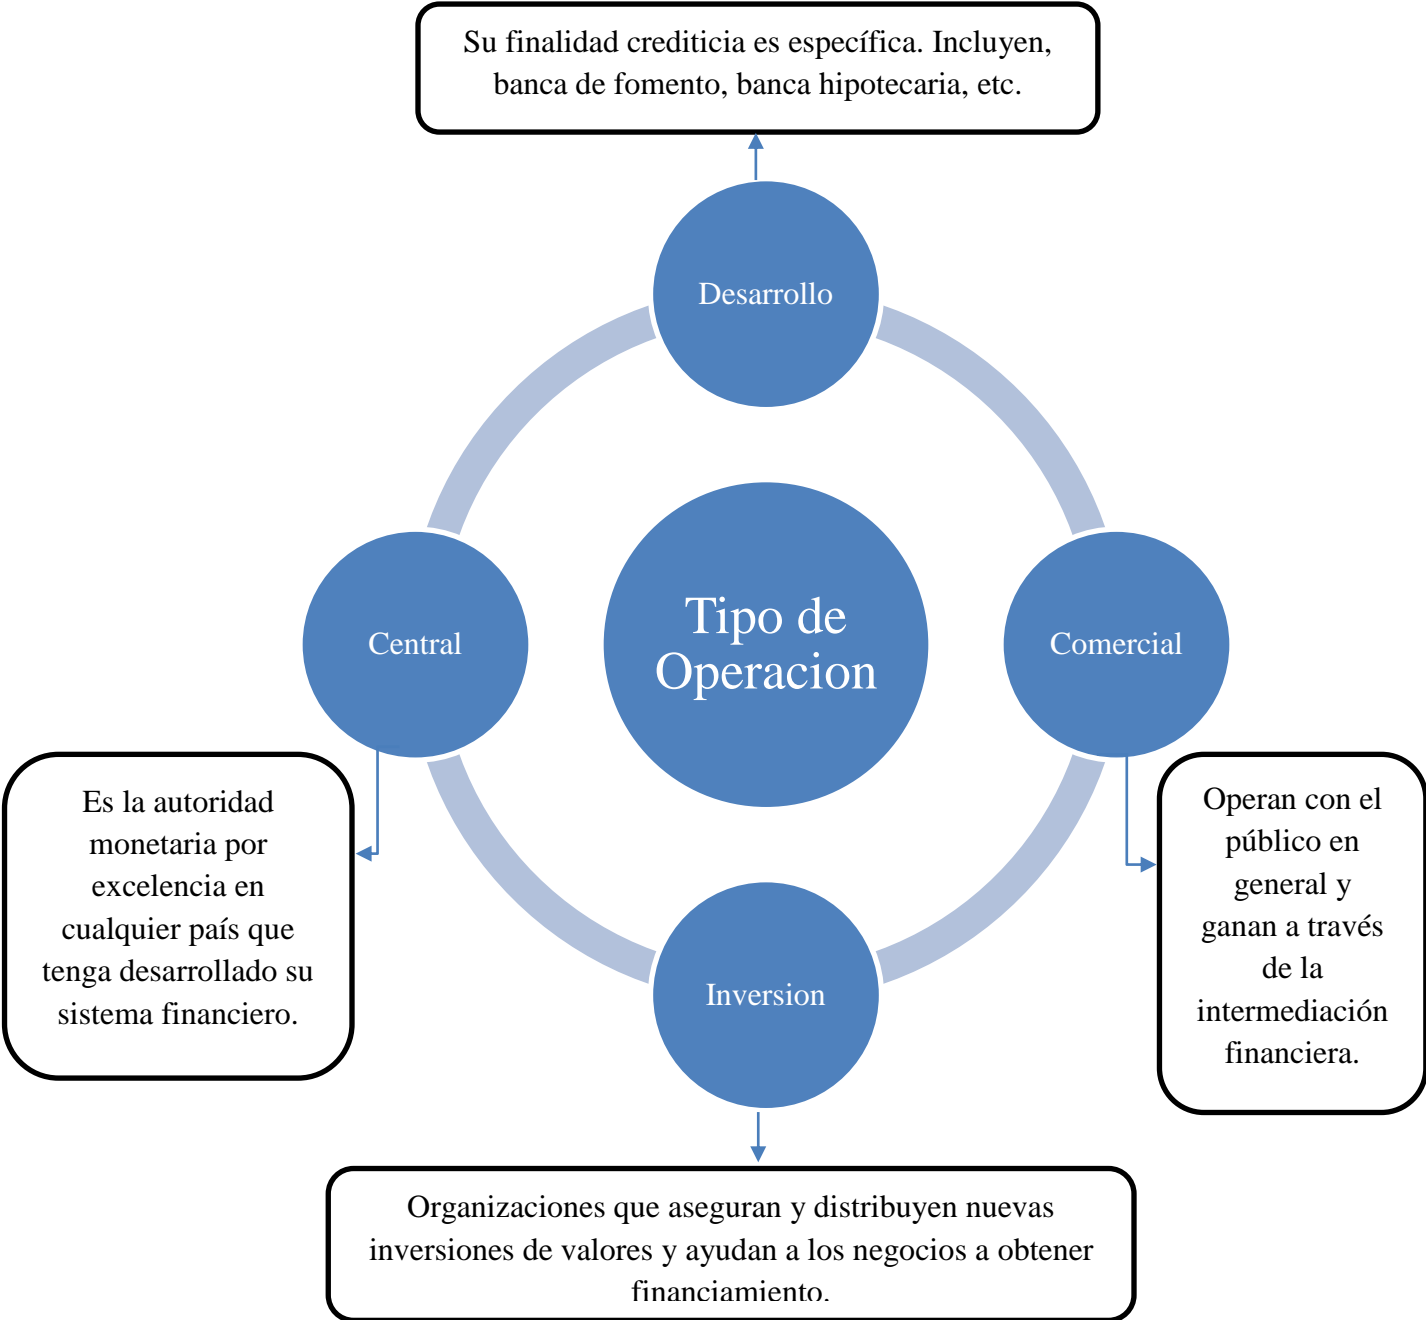 Su finalidad crediticia es específica. Incluyen,
banca de fomento, banca hipotecaria, etc.
Desarrollo
Central
Tipo de
Operacion
Comercial
Es la autoridad
monetaria por
excelencia en
cualquier país que
tenga desarrollado su
sistema financiero.
Operan con el
público en
general y
ganan a través
de la
intermediación
financiera.
Inversion
Organizaciones que aseguran y distribuyen nuevas
inversiones de valores y ayudan a los negocios a obtener
financiamiento.